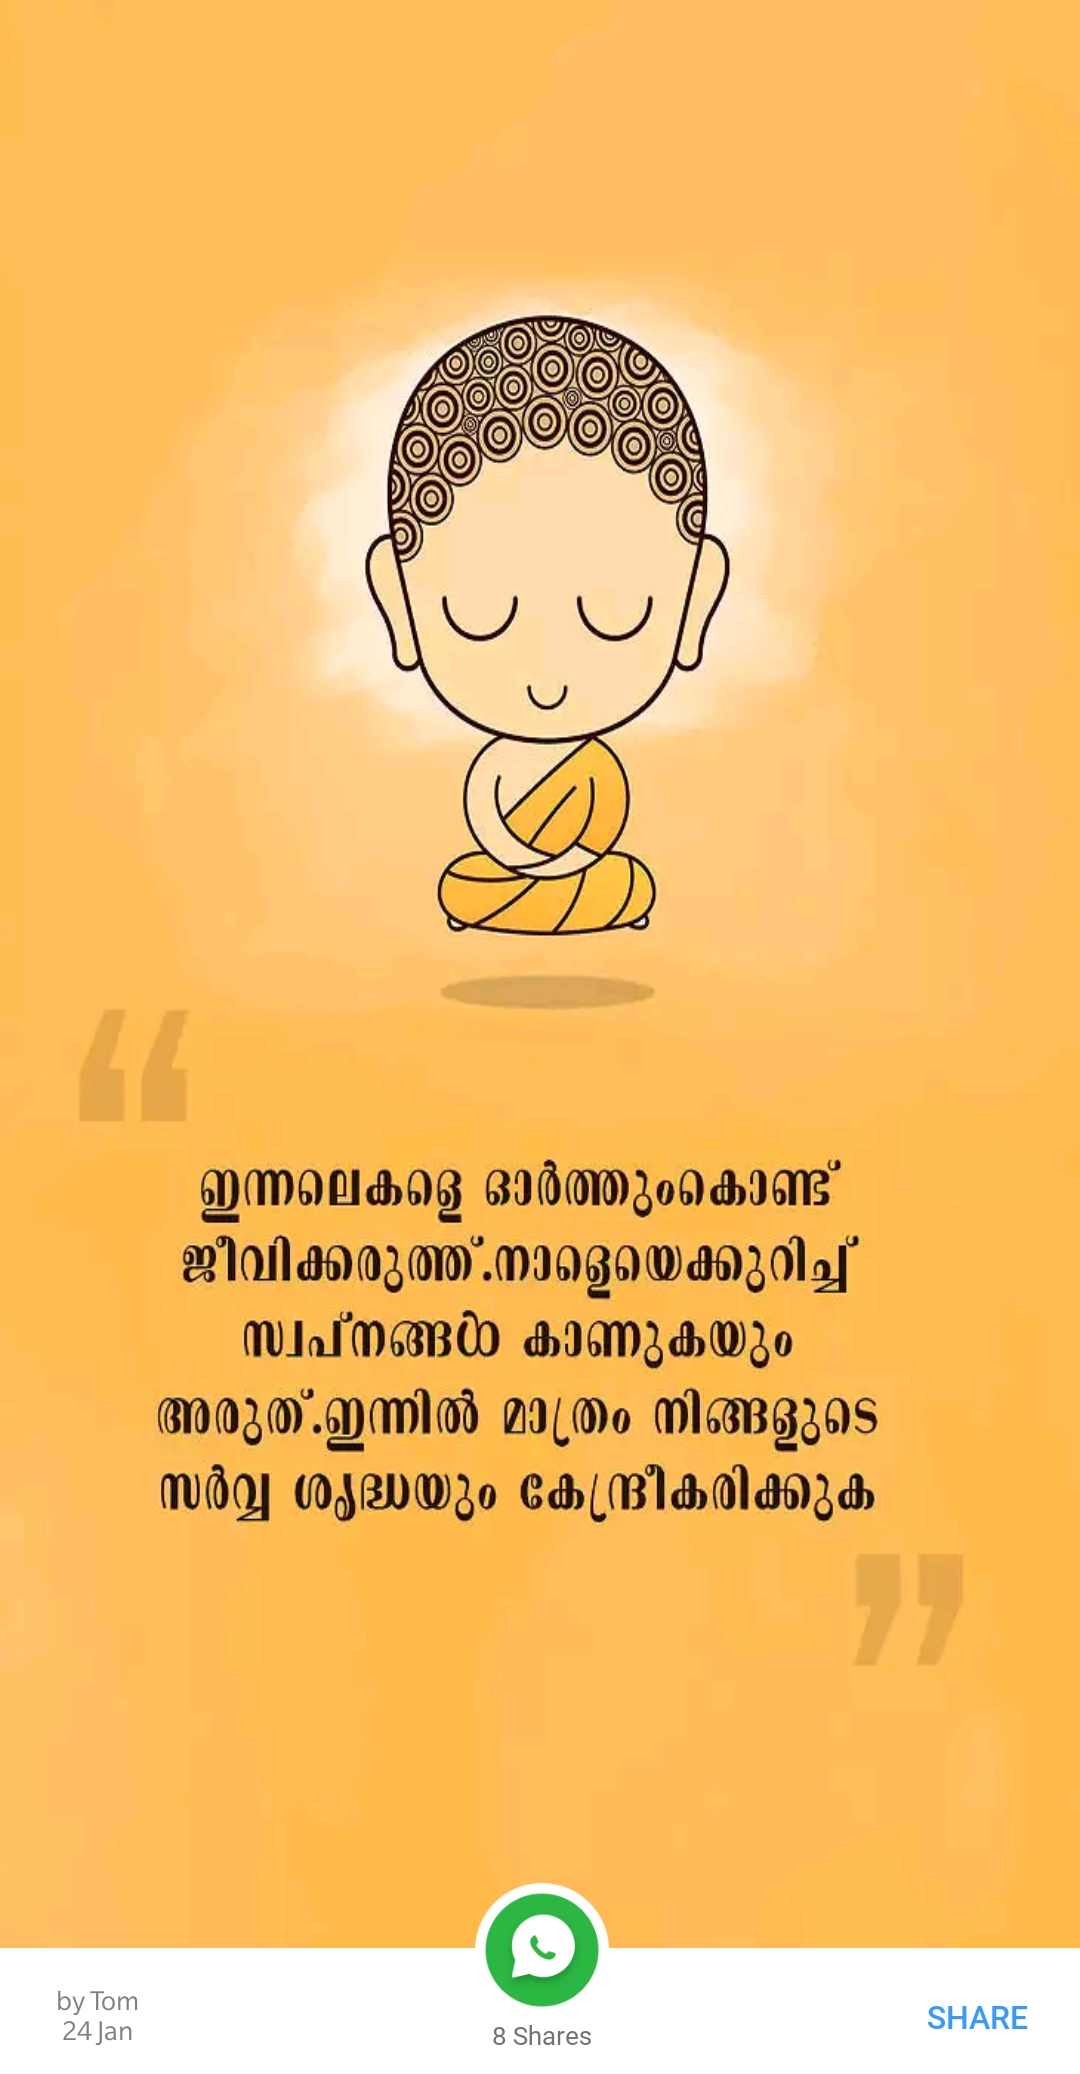 “
ഇന്നലെകളെ ഓർത്തുംകൊണ്ട്
ജീവിക്കരുത്ത്.നാളെയെക്കുറിച്ച്
സ്വപ്നങ്ങൾ കാണുകയും
അരുത്.ഇന്നിൽ മാത്രം നിങ്ങളുടെ
സർവ്വ ശൃദ്ധയും കേന്ദ്രീകരിക്കുക
”
by Tom
24 Jan
8 Shares
SHARE